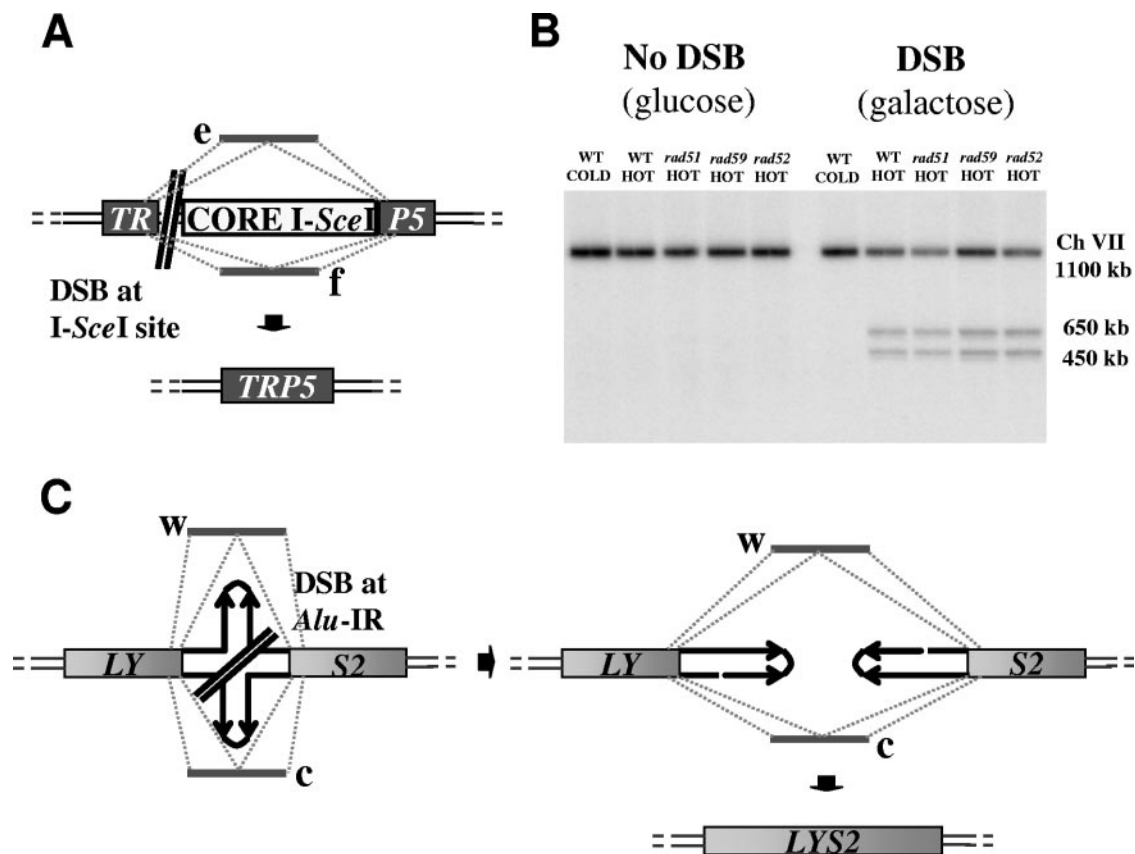 A
e
TR
CORE I-SceI
P5
f
DSB at
I-SceI site
TRP5
B
No DSB
(glucose)
DSB
(galactose)
WT
COLD
WT
HOT
rad51
HOT
rad59
HOT
rad52
HOT
WT
COLD
WT
HOT
rad51
HOT
rad59
HOT
rad52
HOT
Ch VII
1100 kb
650 kb
450 kb
C
w
DSB at
Alu-IR
LY
S2
c
w
LY
S2
c
LYS2